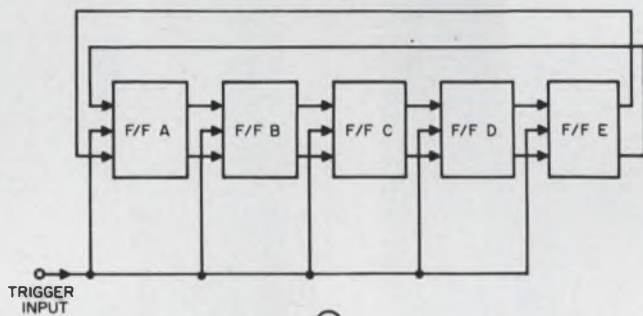 F/F A
F/F B
F/F C
F/F D
F/F E
TRIGGER
INPUT